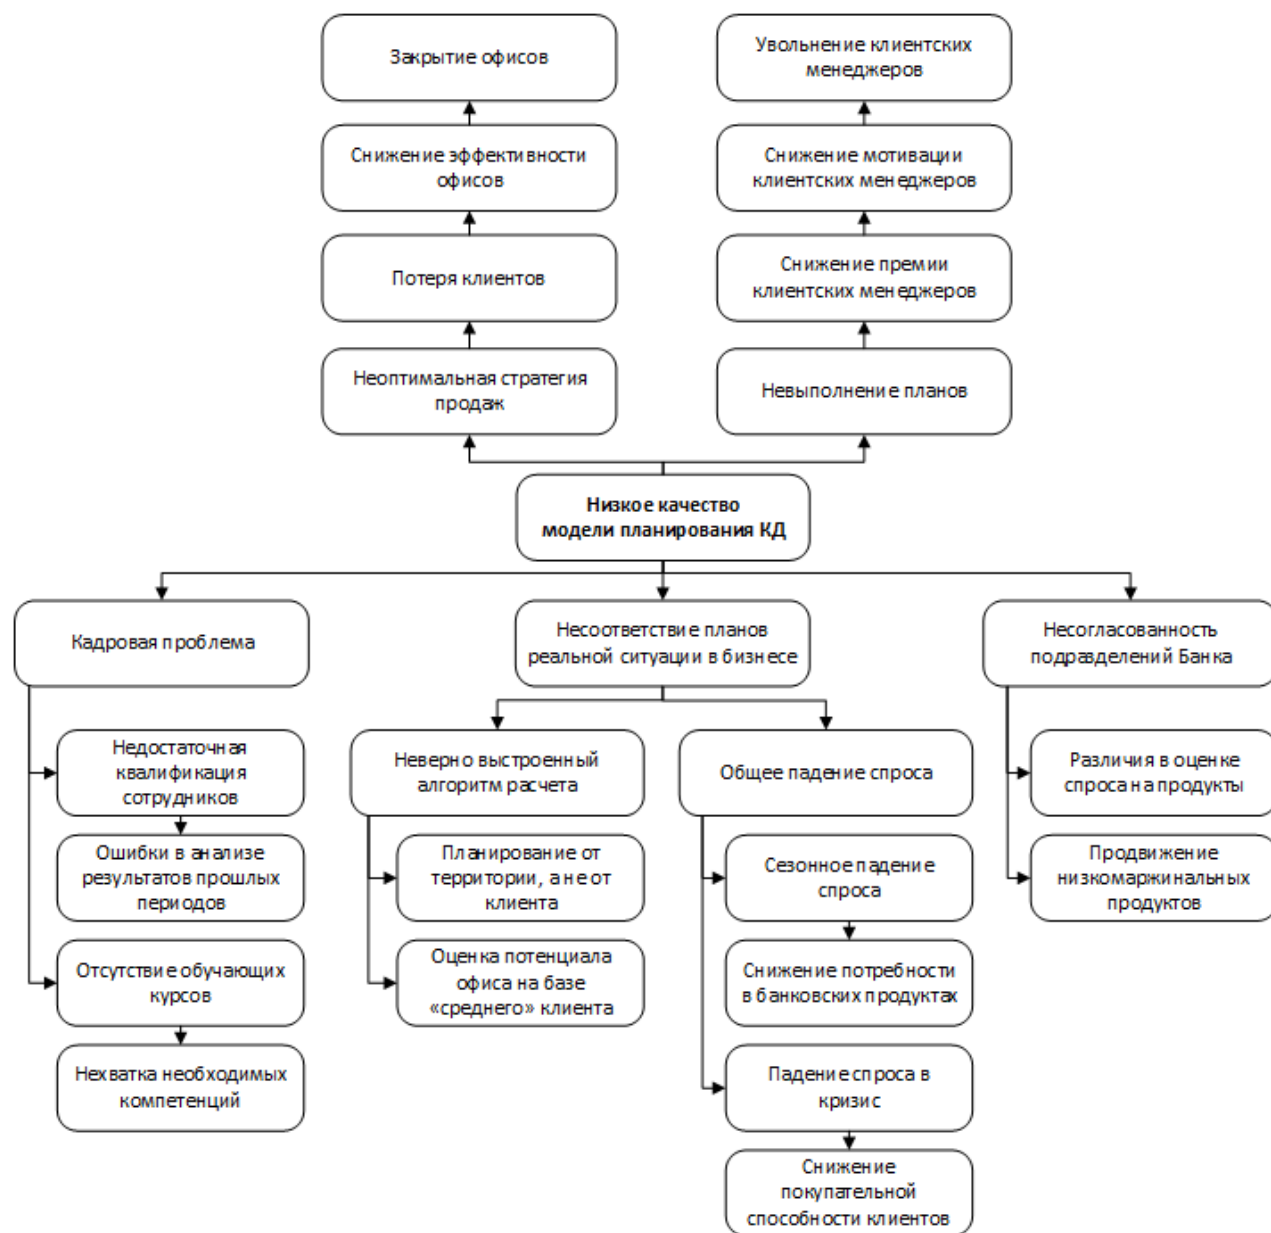 Закрытие офисов
Увольнение клиентских
менеджеров
Снижение эффективности
офисов
Снижение мотивации
клиентских менеджеров
Потеря клиентов
Снижение премии
клиентских менеджеров
Неоптимальная стратегия
продаж
Невыполнение планов
Низкое качество
модели планирования КД
Кадровая проблема
Несоответствие планов
реальной ситуации в бизнесе
Несогласованность
подразделений Банка
Недостаточная
квалификация
сотрудников
Неверно выстроенный
алгоритм расчета
Общее падение спроса
Различия в оценке
спроса на продукты
Ошибки в анализе
результатов прошлых
периодов
Планирование от
территории, а не от
клиента
Сезонное падение
спроса
Продвижение
низкомаржинальных
продуктов
Отсутствие обучающих
курсов
Оценка потенциала
офиса на базе
«среднего» клиента
Снижение потребности
в банковских продуктах
Нехватка необходимых
компетенций
Падение спроса в
кризис
Снижение
покупательной
способности клиентов